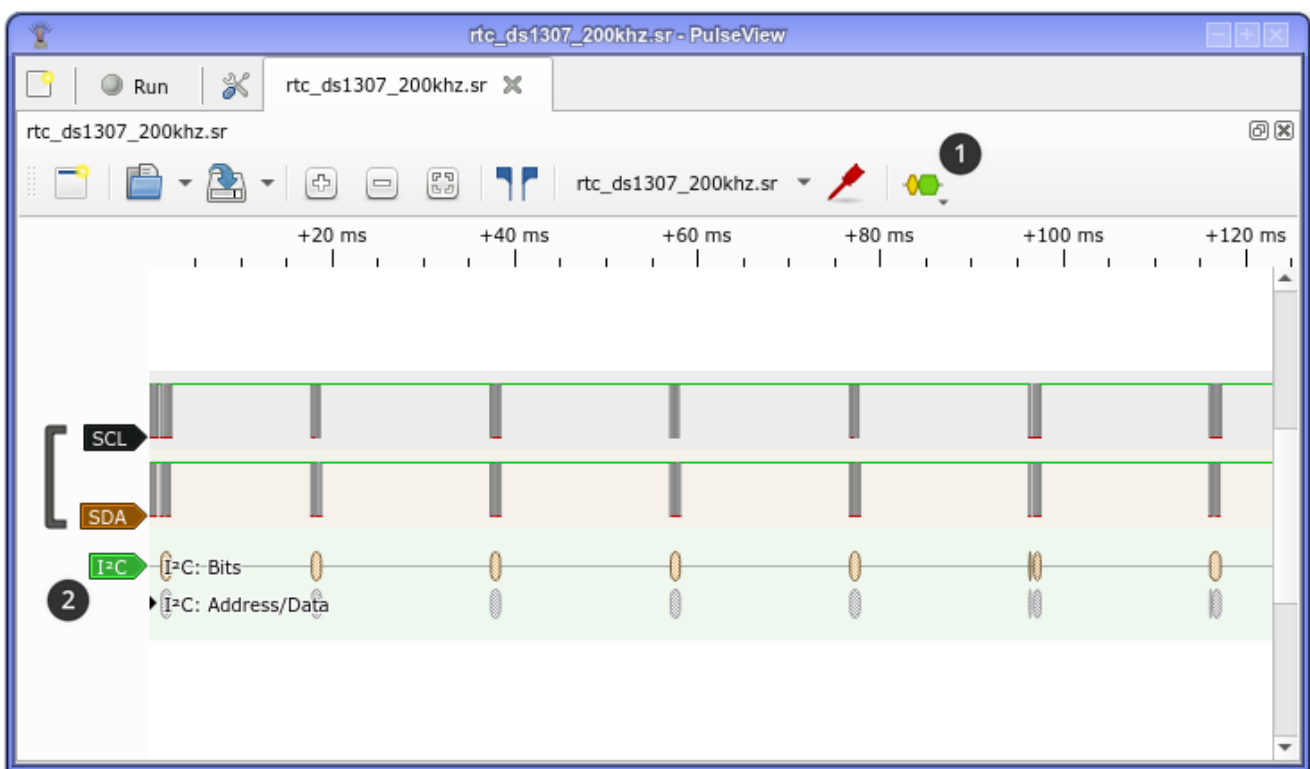 rtc_ds1307_200khz.sr - PulseView
Run rtc_ds1307_200khz.sr
rtc_ds1307_200khz.sr
1
rtc_ds1307_200khz.sr
+20 ms +40 ms +60 ms +80 ms +100 ms +120 ms
SCL
SDA
I²C I²C: Bits
2 I²C: Address/Data